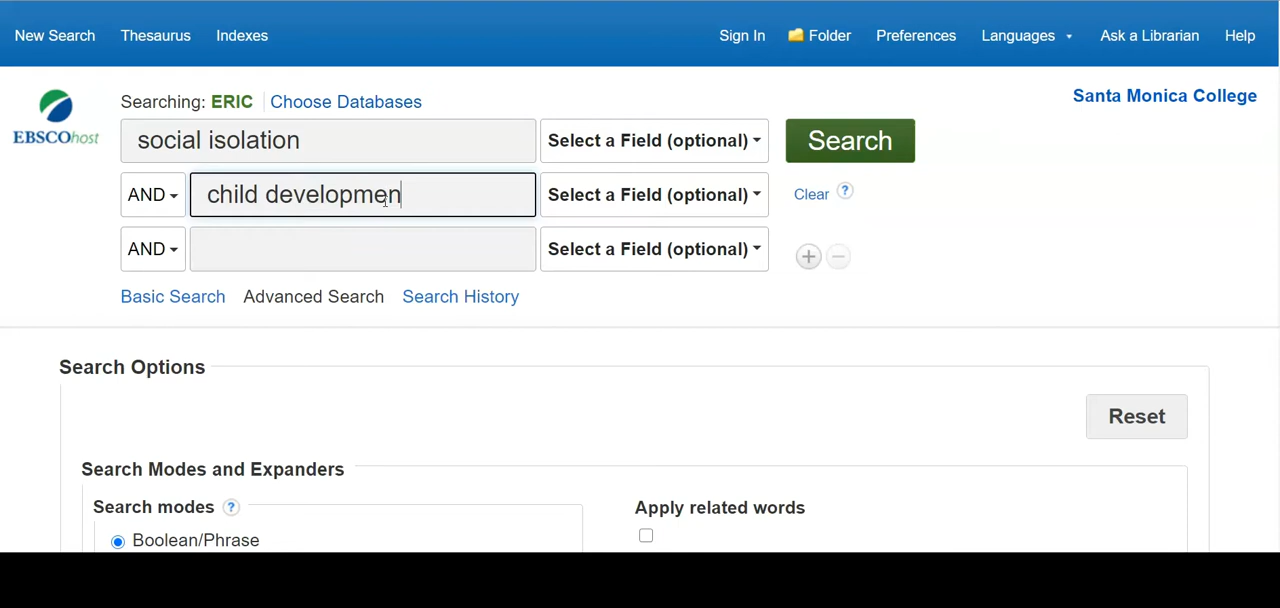 New Search Thesaurus Indexes Sign In Folder Preferences Languages Ask a Librarian Help
Searching: ERIC Choose Databases Santa Monica College
EBSCOhost
social isolation Select a Field (optional) Search
AND child developmen Select a Field (optional) Clear ?
AND Select a Field (optional) + −
Basic Search Advanced Search Search History
Search Options
Reset
Search Modes and Expanders
Search modes ? Apply related words
Boolean/Phrase